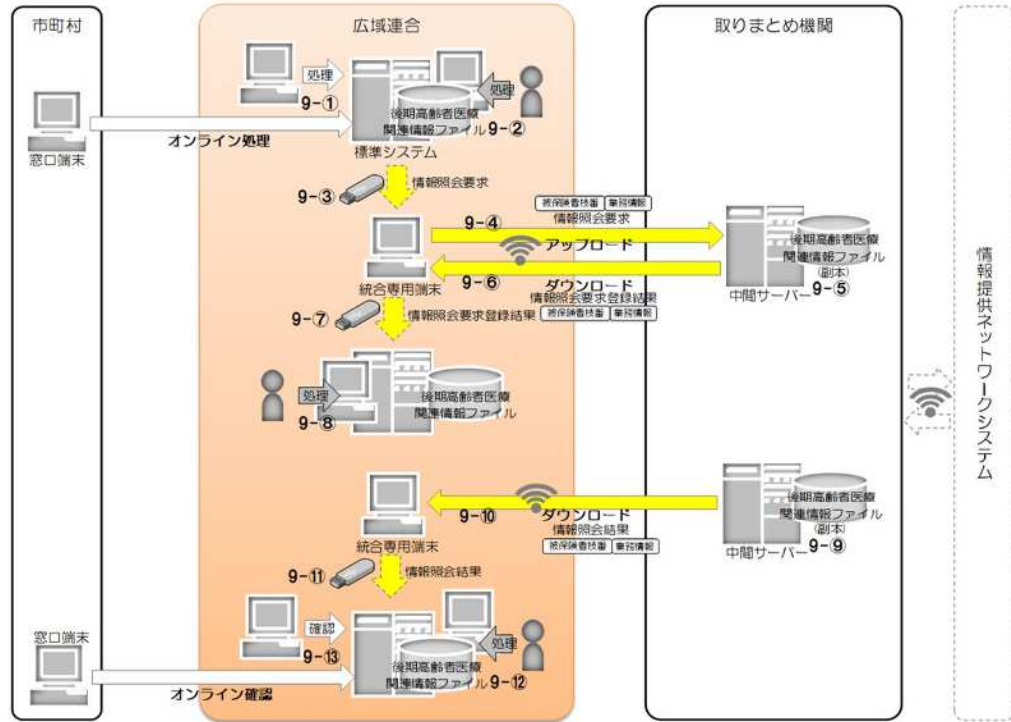 市町村
広域連合
取りまとめ機関
処理
9-①
処理
後期高齢者医療
関連情報ファイル
9-②
標準システム
窓口端末
オンライン処理
9-③
情報照会要求
9-④
被保険者枝番
業務情報
情報照会要求
アップロード
9-⑥
ダウンロード
情報照会要求登録結果
被保険者枝番
業務情報
統合専用端末
後期高齢者医療
関連情報ファイル
(副本)
9-⑤
中間サーバー
9-⑦
情報照会要求登録結果
処理
9-⑧
後期高齢者医療
関連情報ファイル
情報提供ネットワークシステム
9-⑩
ダウンロード
情報照会結果
被保険者枝番
業務情報
統合専用端末
後期高齢者医療
関連情報ファイル
(副本)
9-⑨
中間サーバー
9-⑪
情報照会結果
確認
9-⑬
処理
後期高齢者医療
関連情報ファイル
9-⑫
窓口端末
オンライン確認